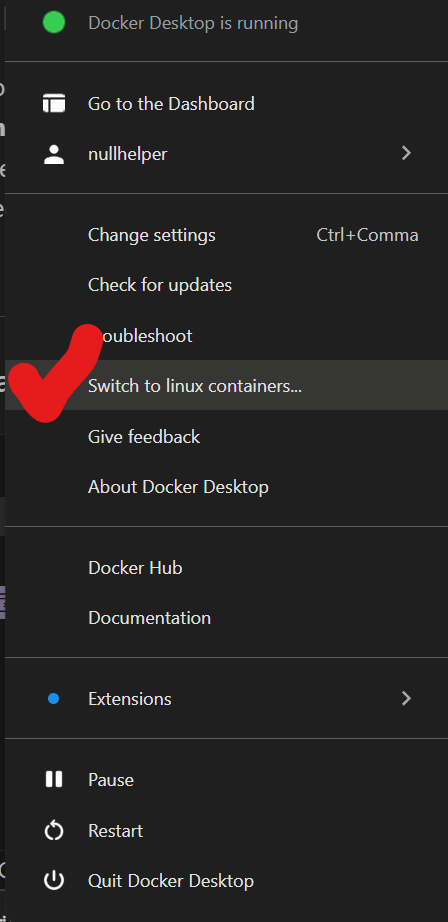 Docker Desktop is running
Go to the Dashboard
nullhelper
Change settings Ctrl+Comma
Check for updates
oubleshoot
Switch to linux containers...
Give feedback
About Docker Desktop
Docker Hub
Documentation
Extensions
Pause
Restart
Quit Docker Desktop